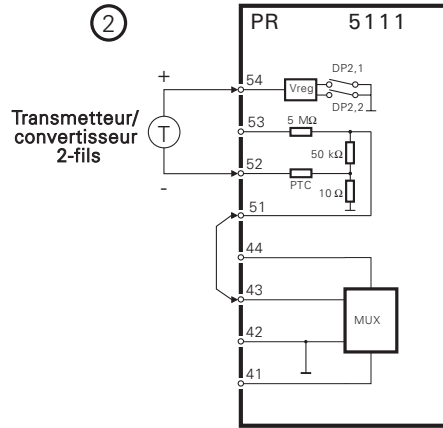 2
PR 5111
DP2,1
54
Vreg
+
DP2,2
Transmetteur/
convertisseur
2-fils
T
53
5 MΩ
50 kΩ
52
PTC
10 Ω
-
51
44
43
MUX
42
41